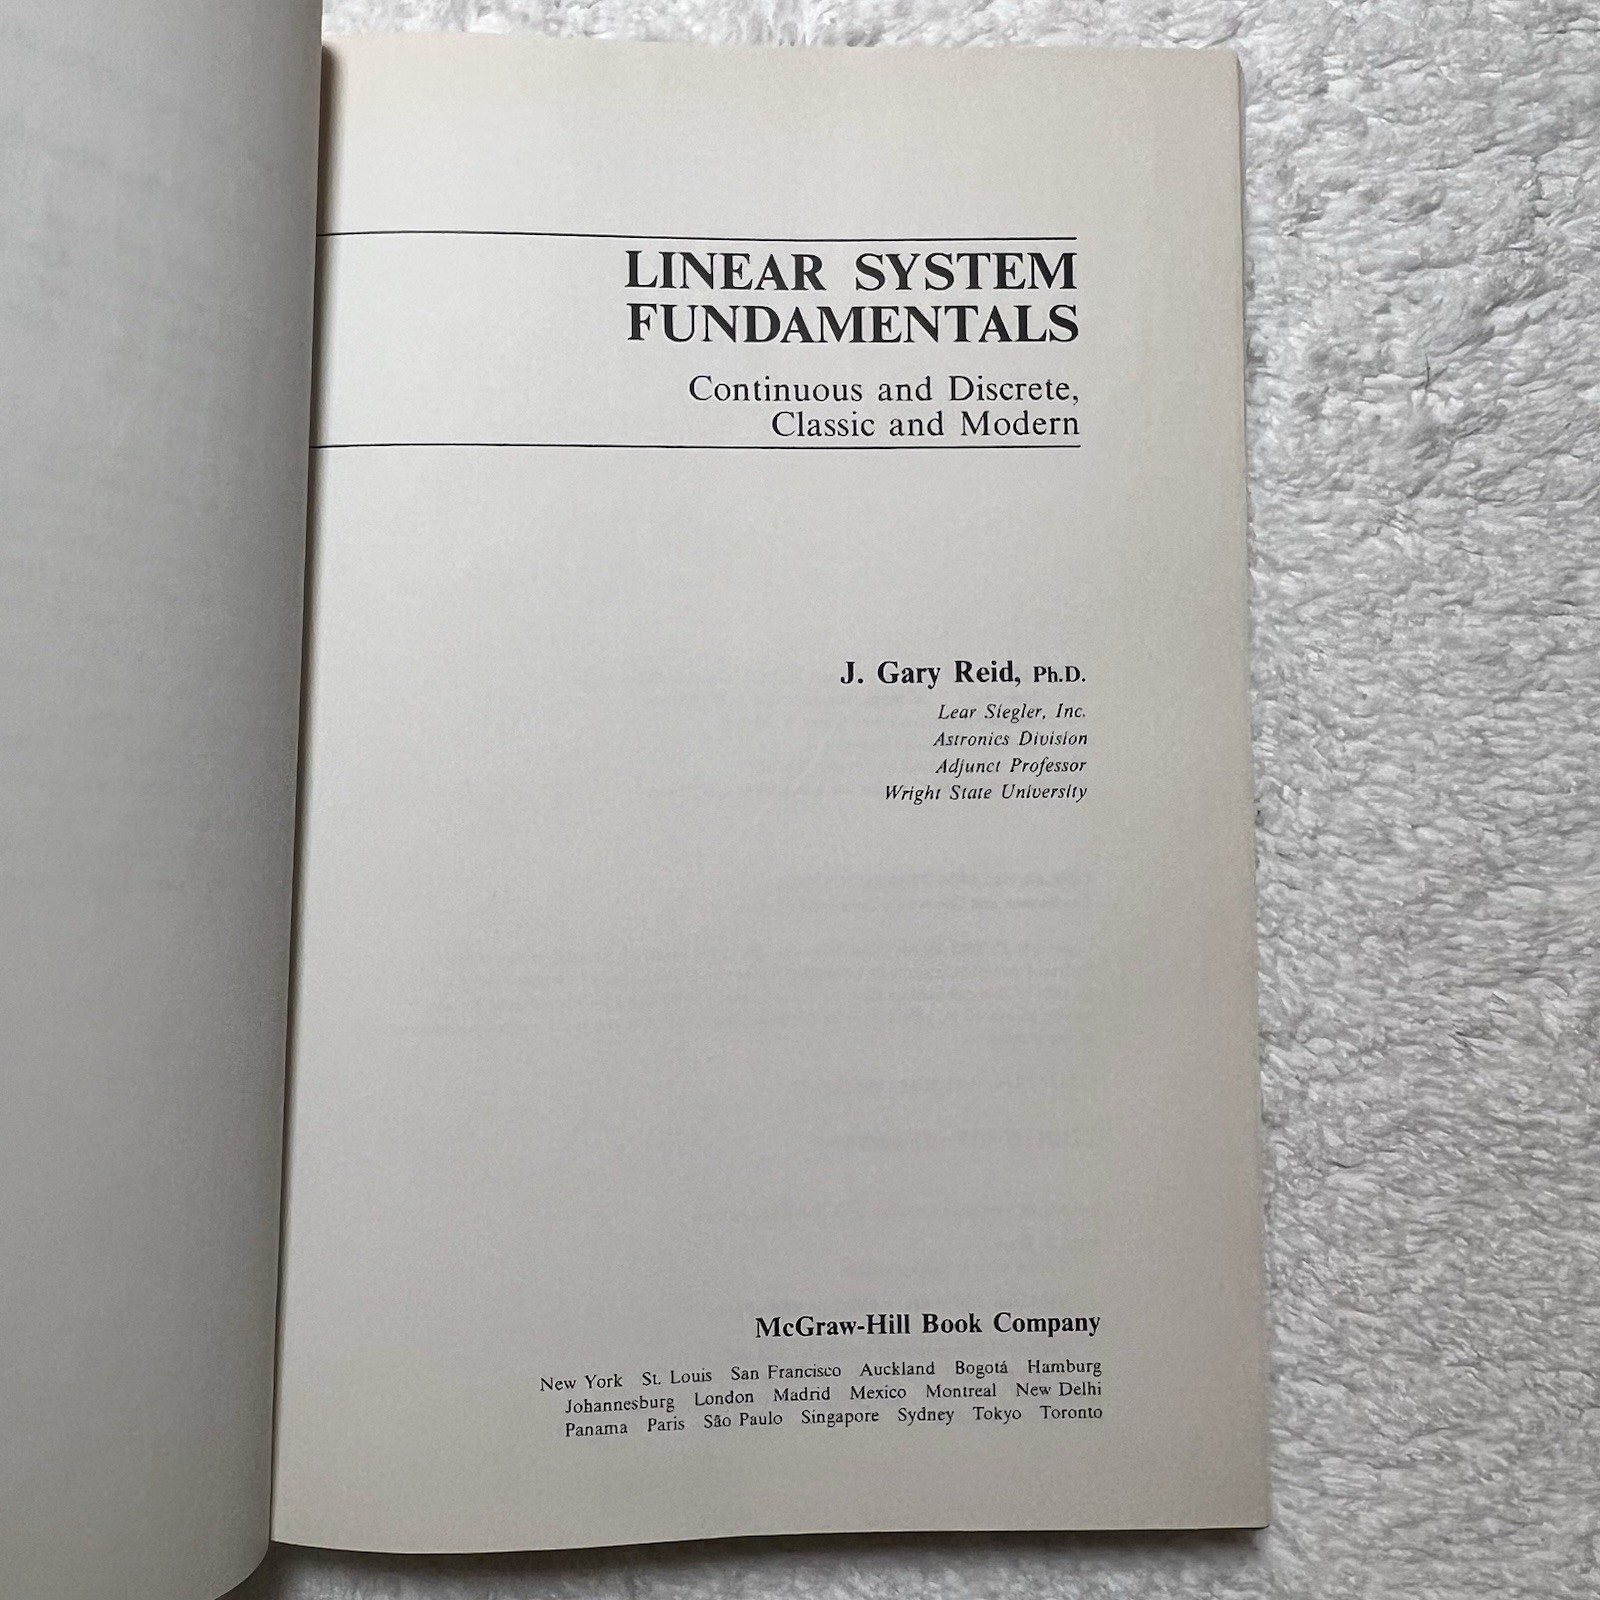 LINEAR SYSTEM
FUNDAMENTALS
Continuous and Discrete,
Classic and Modern
J. Gary Reid, Ph.D.
Lear Siegler, Inc.
Astronics Division
Adjunct Professor
Wright State University
McGraw-Hill Book Company
New York St. Louis San Francisco Auckland Bogotá Hamburg
Johannesburg London Madrid Mexico Montreal New Delhi
Panama Paris São Paulo Singapore Sydney Tokyo Toronto